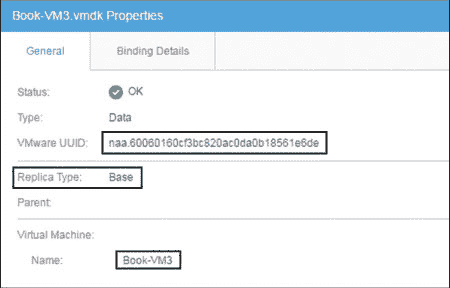 Book-VM3.vmdk Properties
General Binding Details
Status: OK
Type: Data
VMware UUID: naa.60060160cf3bc820ac0da0b18561e6de
Replica Type: Base
Parent:
Virtual Machine:
Name: Book-VM3